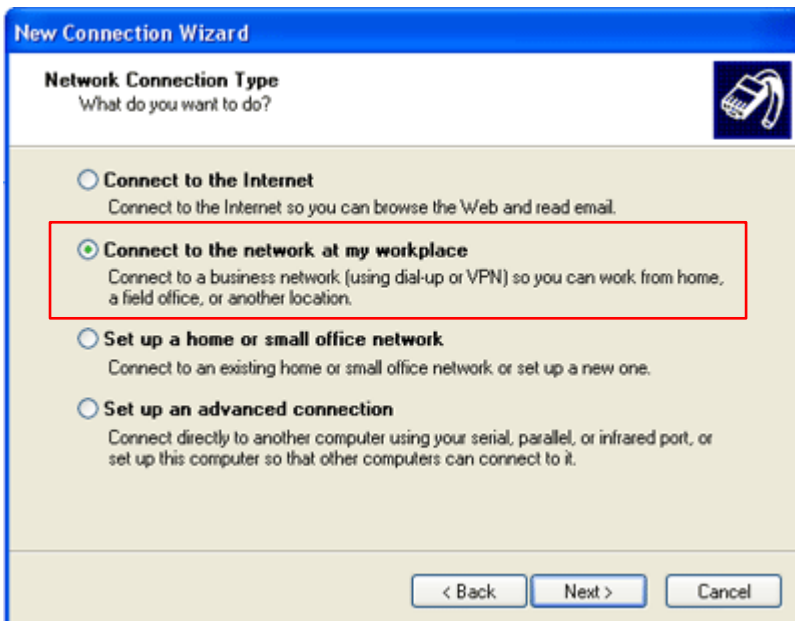 New Connection Wizard
Network Connection Type
What do you want to do?
Connect to the Internet
Connect to the Internet so you can browse the Web and read email.
Connect to the network at my workplace
Connect to a business network (using dial-up or VPN) so you can work from home,
a field office, or another location.
Set up a home or small office network
Connect to an existing home or small office network or set up a new one.
Set up an advanced connection
Connect directly to another computer using your serial, parallel, or infrared port, or
set up this computer so that other computers can connect to it.
< Back Next > Cancel